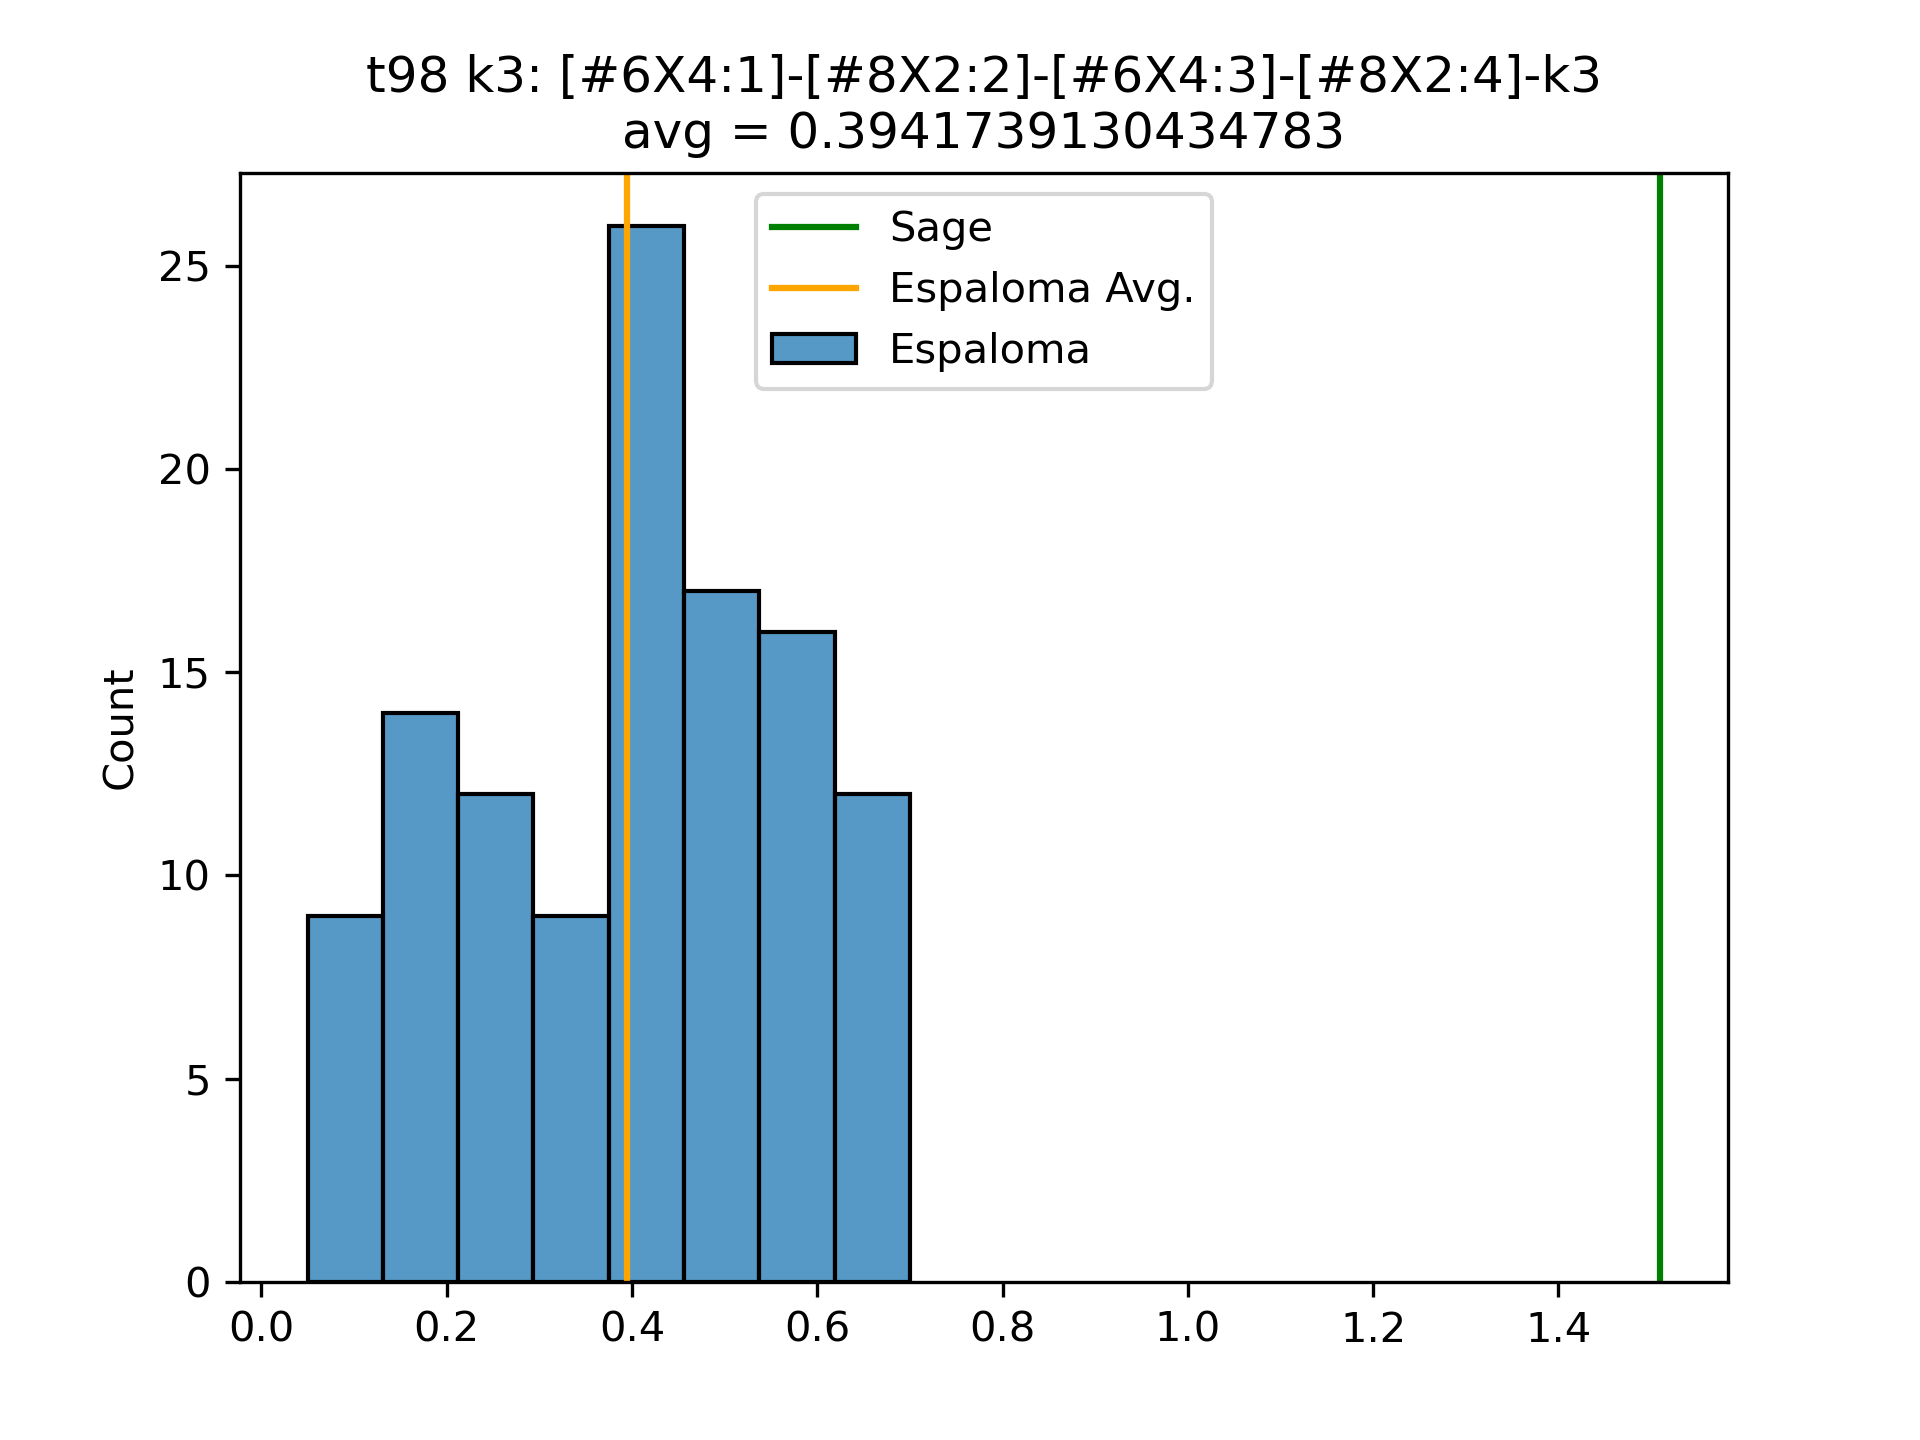 t98 k3: [#6X4:1]-[#8X2:2]-[#6X4:3]-[#8X2:4]-k3
avg = 0.3941739130434783
Sage
Espaloma Avg.
Espaloma
Count
25
20
15
10
5
0
0.0 0.2 0.4 0.6 0.8 1.0 1.2 1.4